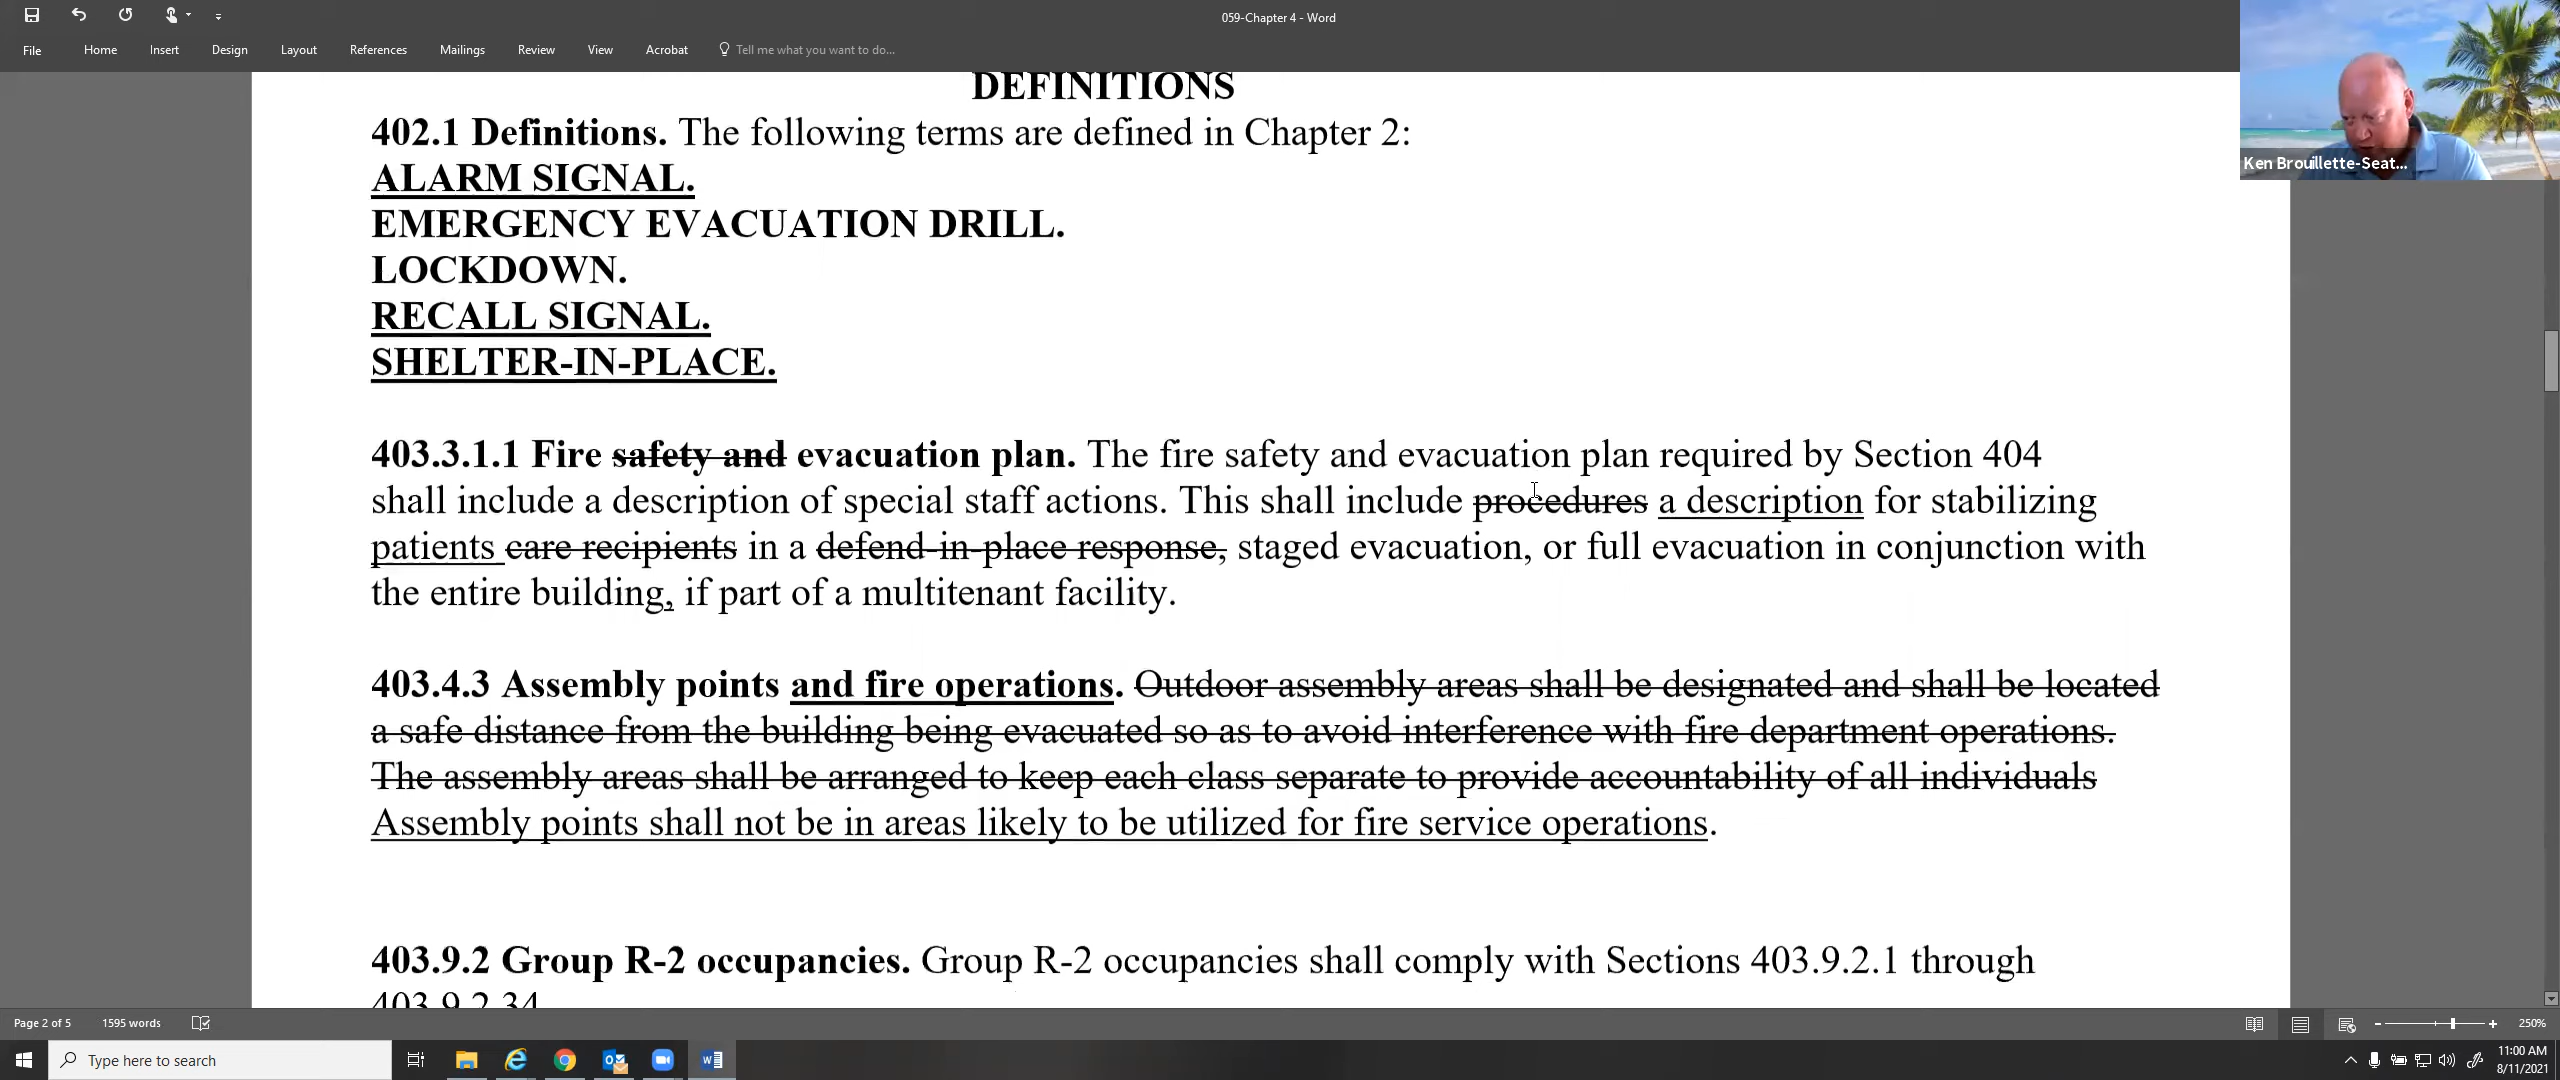 059-Chapter 4 - Word
File Home Insert Design Layout References Mailings Review View Acrobat Tell me what you want to do...
Ken Brouillette-Seat...
DEFINITIONS
402.1 Definitions. The following terms are defined in Chapter 2:
ALARM SIGNAL.
EMERGENCY EVACUATION DRILL.
LOCKDOWN.
RECALL SIGNAL.
SHELTER-IN-PLACE.
403.3.1.1 Fire safety and evacuation plan. The fire safety and evacuation plan required by Section 404
shall include a description of special staff actions. This shall include procedures a description for stabilizing
patients care recipients in a defend-in-place response, staged evacuation, or full evacuation in conjunction with
the entire building, if part of a multitenant facility.
403.4.3 Assembly points and fire operations. Outdoor assembly areas shall be designated and shall be located
a safe distance from the building being evacuated so as to avoid interference with fire department operations.
The assembly areas shall be arranged to keep each class separate to provide accountability of all individuals
Assembly points shall not be in areas likely to be utilized for fire service operations.
403.9.2 Group R-2 occupancies. Group R-2 occupancies shall comply with Sections 403.9.2.1 through
403.9.2.34
Page 2 of 5 1595 words 250%
Type here to search
11:00 AM
8/11/2021